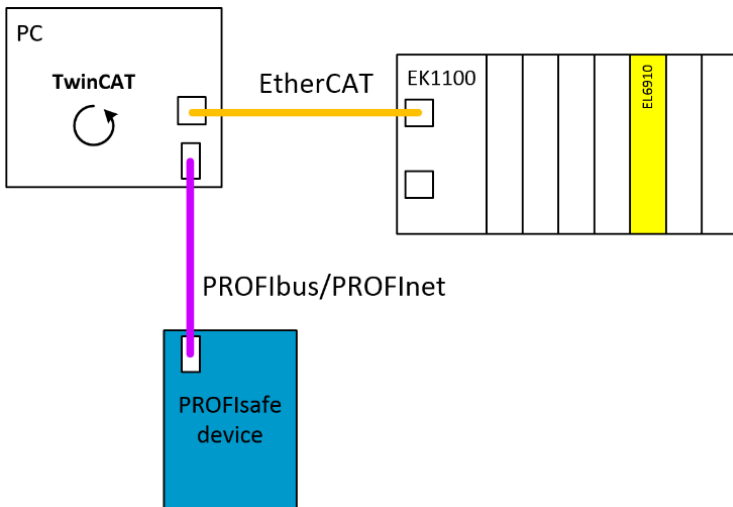 PC
TwinCAT
EtherCAT
EK1100
EL6910
PROFIbus/PROFInet
PROFIsafe
device